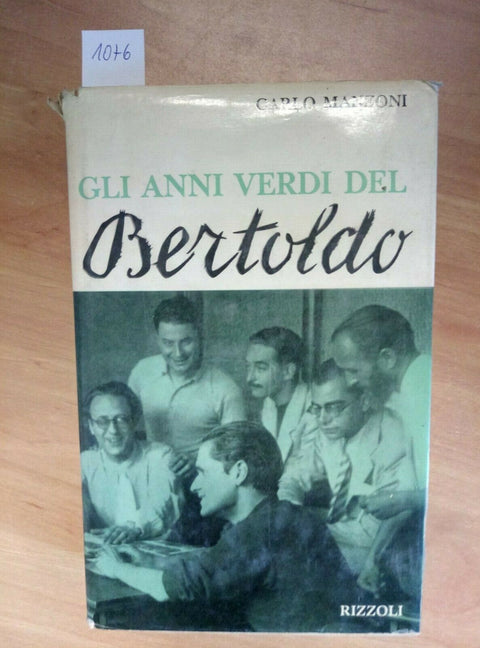 1076
CARLO MANZONI
GLI ANNI VERDI DEL
Bertoldo
RIZZOLI